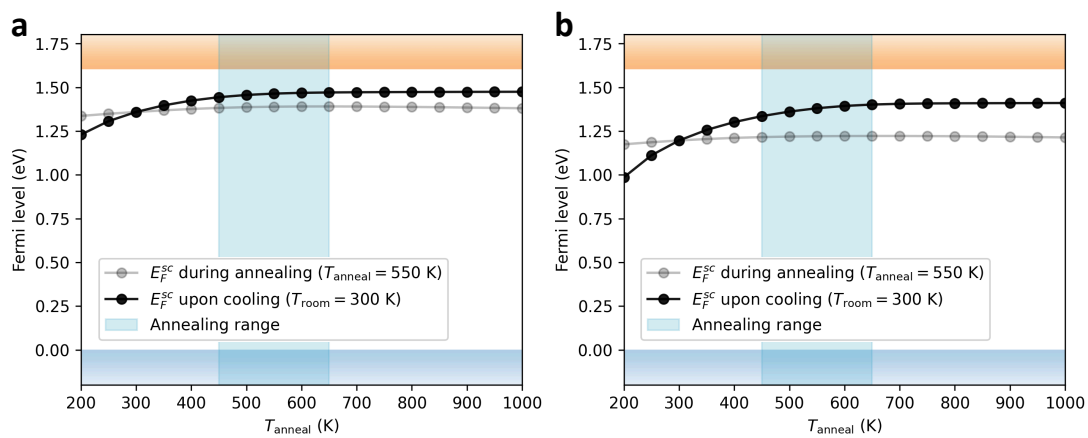 a
1.75
1.50
1.25
1.00
0.75
0.50
0.25
0.00
Fermi level (eV)
E_F^{sc} during annealing (T_anneal = 550 K)
E_F^{sc} upon cooling (T_room = 300 K)
Annealing range
200 300 400 500 600 700 800 900 1000
T_anneal (K)
b
1.75
1.50
1.25
1.00
0.75
0.50
0.25
0.00
Fermi level (eV)
E_F^{sc} during annealing (T_anneal = 550 K)
E_F^{sc} upon cooling (T_room = 300 K)
Annealing range
200 300 400 500 600 700 800 900 1000
T_anneal (K)